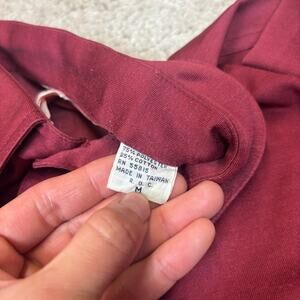 75% POLYESTER
25% COTTON
RN 55815
MADE IN TAIWAN
R. O. C.
M